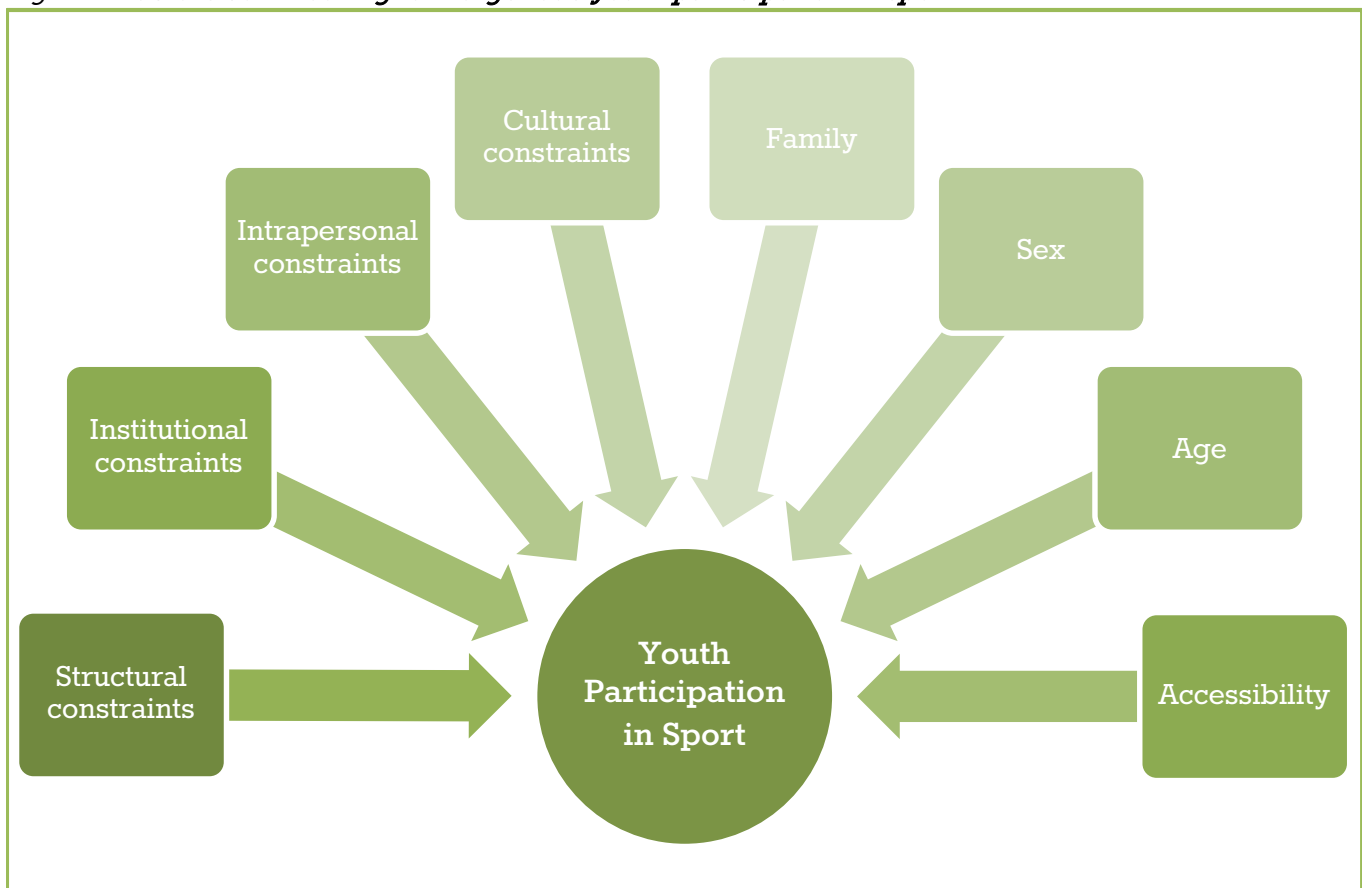 Cultural
constraints
Family
Intrapersonal
constraints
Sex
Institutional
constraints
Age
Structural
constraints
Youth
Participation
in Sport
Accessibility